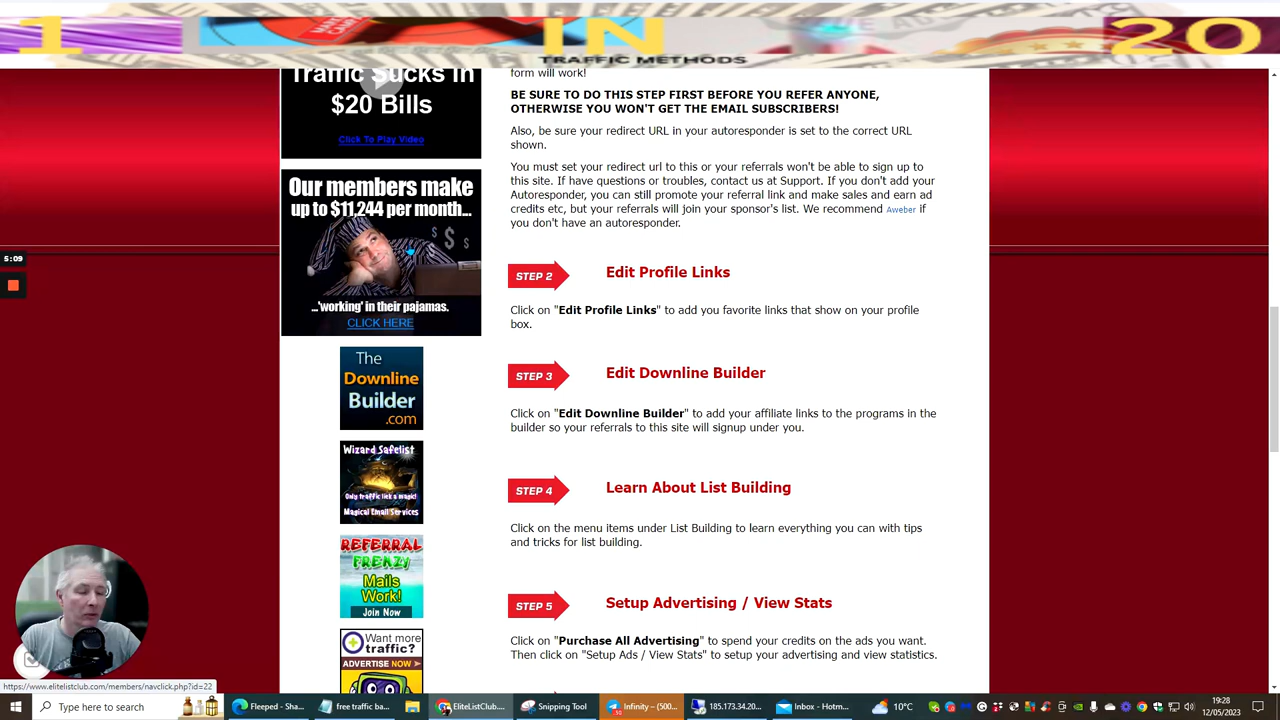 1 IN 20
TRAFFIC METHODS
Traffic Sucks in
$20 Bills
Click To Play Video
Our members make
up to $11,244 per month...
...'working' in their pajamas.
CLICK HERE
The
Downline
Builder
.com
Wizard Safelist
Only traffic like a magic!
Magical Email Services
REFERRAL
FRENZY
Mails
Work!
Join Now
Want more
traffic?
ADVERTISE NOW
form will work!
BE SURE TO DO THIS STEP FIRST BEFORE YOU REFER ANYONE,
OTHERWISE YOU WON'T GET THE EMAIL SUBSCRIBERS!
Also, be sure your redirect URL in your autoresponder is set to the correct URL
shown.
You must set your redirect url to this or your referrals won't be able to sign up to
this site. If have questions or troubles, contact us at Support. If you don't add your
Autoresponder, you can still promote your referral link and make sales and earn ad
credits etc, but your referrals will join your sponsor's list. We recommend Aweber if
you don't have an autoresponder.
STEP 2 Edit Profile Links
Click on "Edit Profile Links" to add you favorite links that show on your profile
box.
STEP 3 Edit Downline Builder
Click on "Edit Downline Builder" to add your affiliate links to the programs in the
builder so your referrals to this site will signup under you.
STEP 4 Learn About List Building
Click on the menu items under List Building to learn everything you can with tips
and tricks for list building.
STEP 5 Setup Advertising / View Stats
Click on "Purchase All Advertising" to spend your credits on the ads you want.
Then click on "Setup Ads / View Stats" to setup your advertising and view statistics.
5:09
https://www.elitelistclub.com/members/navclick.php?id=22
Type here to search
Fleeped - Sha...
free traffic ba...
EliteListClub....
Snipping Tool
Infinity – (500...
185.173.34.20...
Inbox - Hotm...
10°C
19:28
12/05/2023